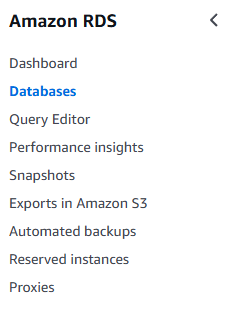 Amazon RDS
Dashboard
Databases
Query Editor
Performance insights
Snapshots
Exports in Amazon S3
Automated backups
Reserved instances
Proxies